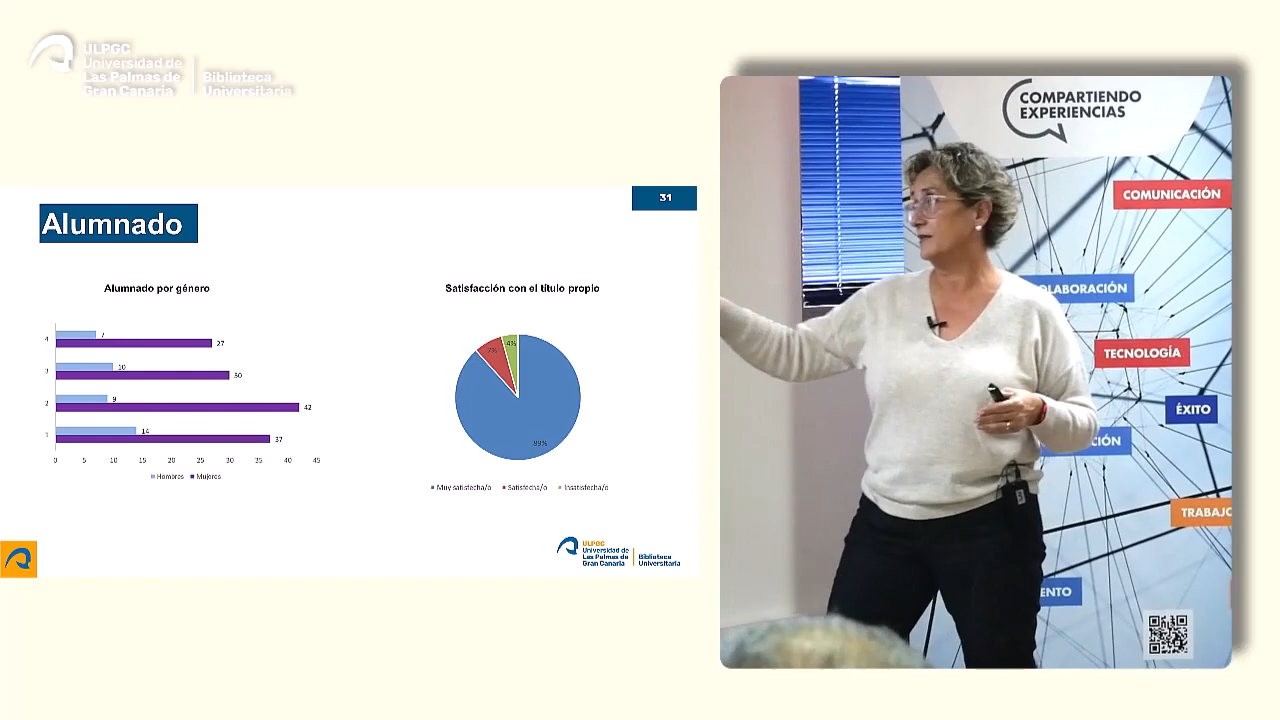 ULPGC
Universidad de
Las Palmas de
Gran Canaria
Biblioteca
Universitaria
31
Alumnado
Alumnado por género
4
7
27
3
10
30
2
9
42
1
14
37
0 5 10 15 20 25 30 35 40 45
Hombres Mujeres
Satisfacción con el título propio
7%
4%
89%
Muy satisfecha/o Satisfecha/o Insatisfecha/o
ULPGC
Universidad de
Las Palmas de
Gran Canaria
Biblioteca
Universitaria
COMPARTIENDO
EXPERIENCIAS
COMUNICACIÓN
OLABORACIÓN
TECNOLOGÍA
ÉXITO
CIÓN
TRABAJO
ENTO